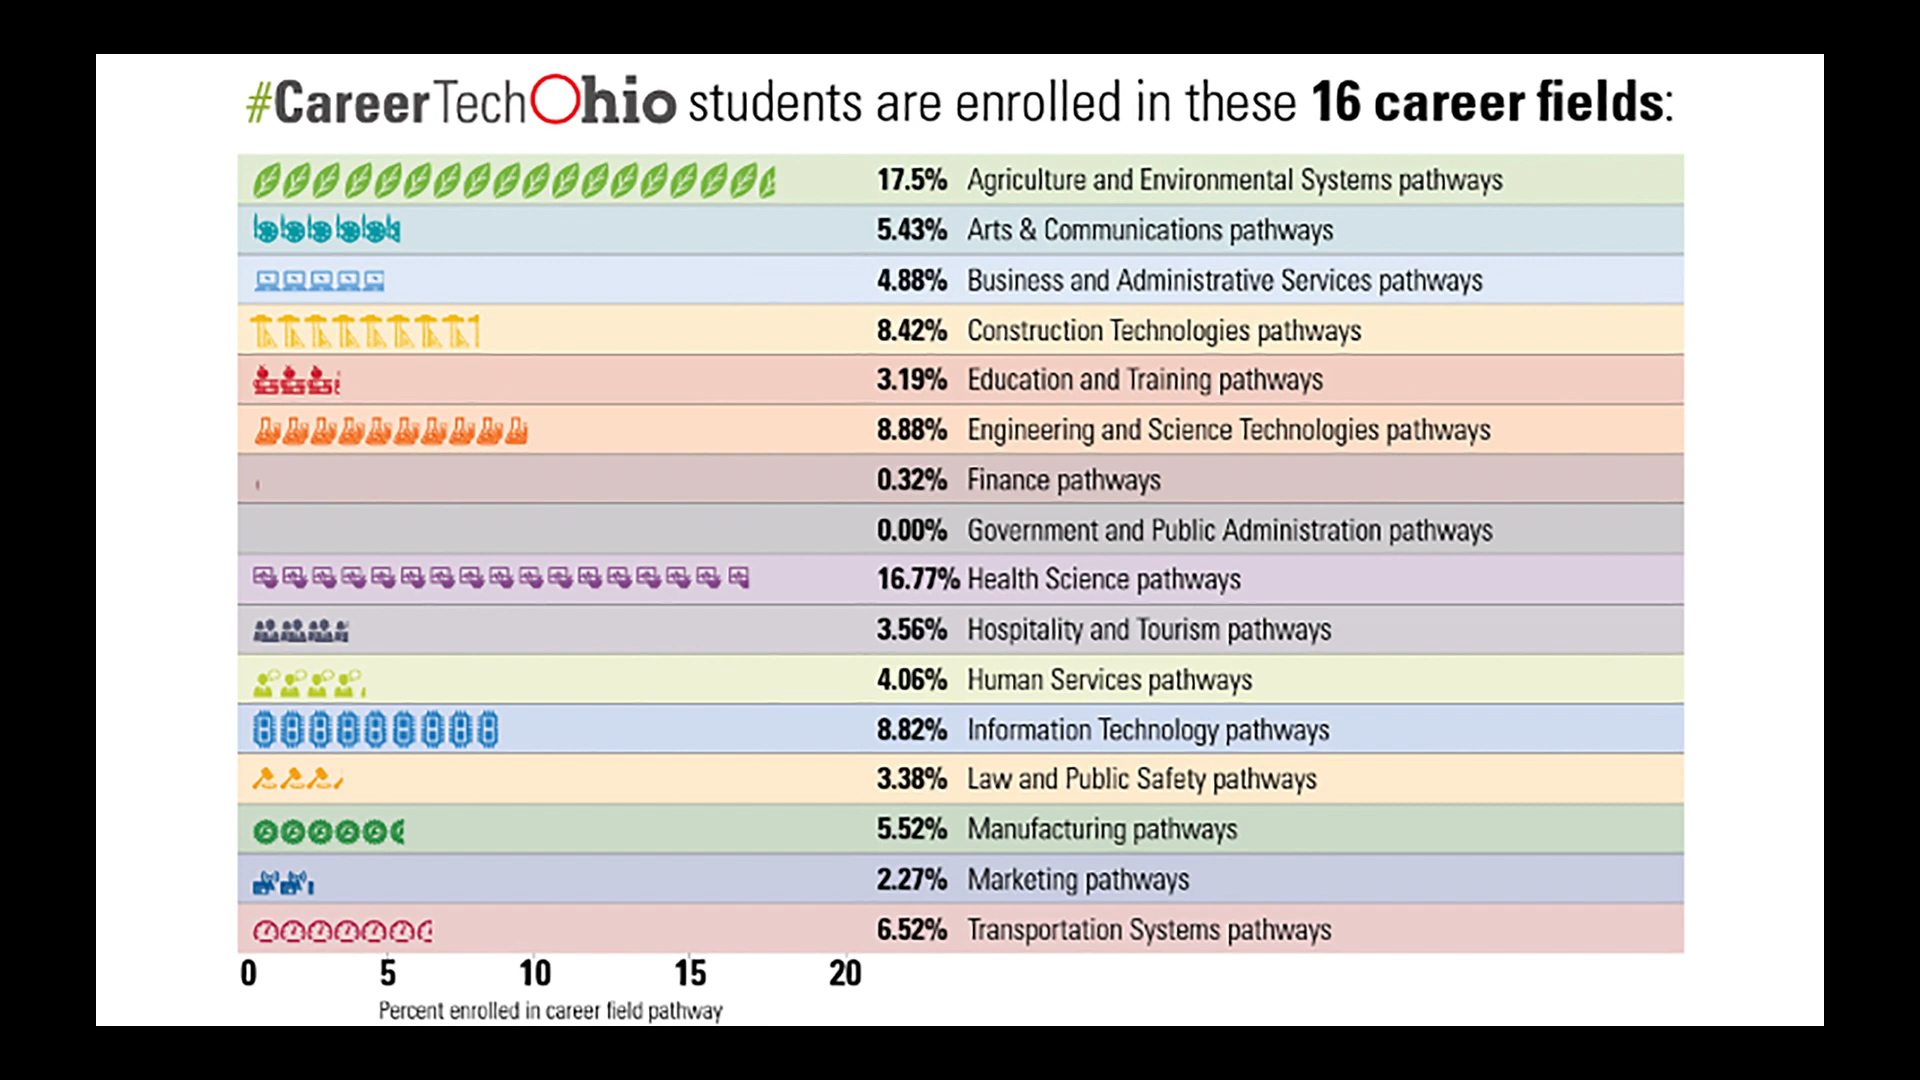 #CareerTechOhio students are enrolled in these 16 career fields:
17.5% Agriculture and Environmental Systems pathways
5.43% Arts & Communications pathways
4.88% Business and Administrative Services pathways
8.42% Construction Technologies pathways
3.19% Education and Training pathways
8.88% Engineering and Science Technologies pathways
0.32% Finance pathways
0.00% Government and Public Administration pathways
16.77% Health Science pathways
3.56% Hospitality and Tourism pathways
4.06% Human Services pathways
8.82% Information Technology pathways
3.38% Law and Public Safety pathways
5.52% Manufacturing pathways
2.27% Marketing pathways
6.52% Transportation Systems pathways
0 5 10 15 20
Percent enrolled in career field pathway